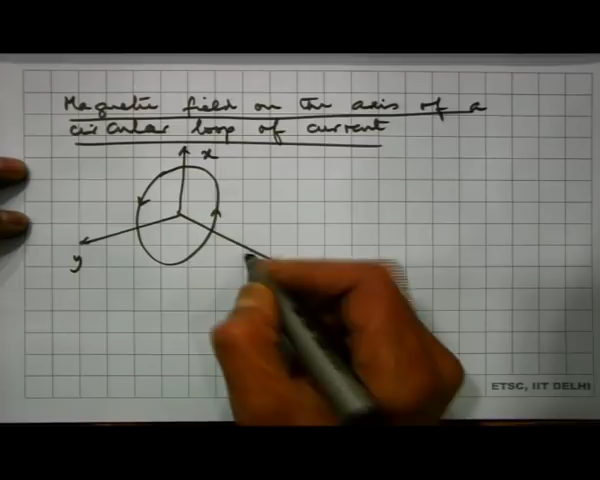 Magnetic field on the axis of a
circular loop of current
x
y
ETSC, IIT DELHI